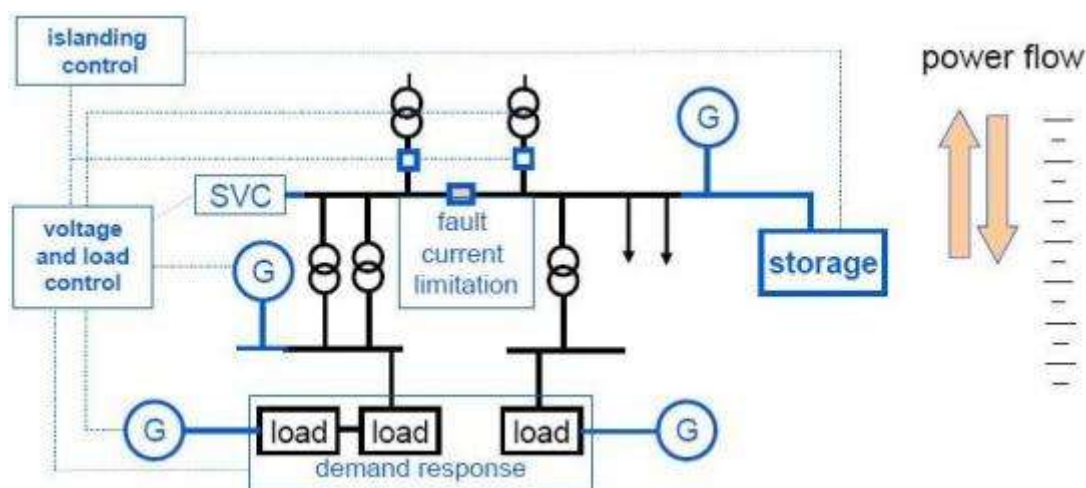 islanding
control
power flow
G
SVC
fault
current
limitation
voltage
and load
control
G
storage
G
load
load
load
G
demand response